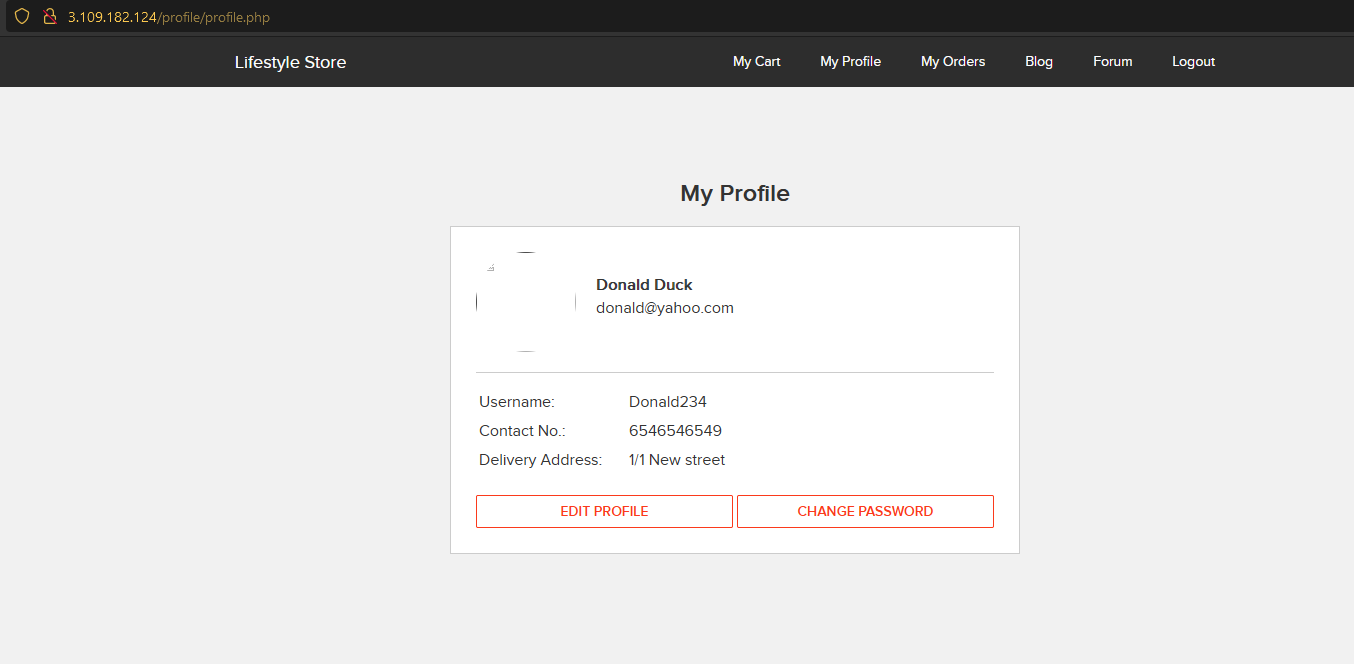 3.109.182.124/profile/profile.php
Lifestyle Store My Cart My Profile My Orders Blog Forum Logout
My Profile
Donald Duck
donald@yahoo.com
Username: Donald234
Contact No.: 6546546549
Delivery Address: 1/1 New street
EDIT PROFILE CHANGE PASSWORD